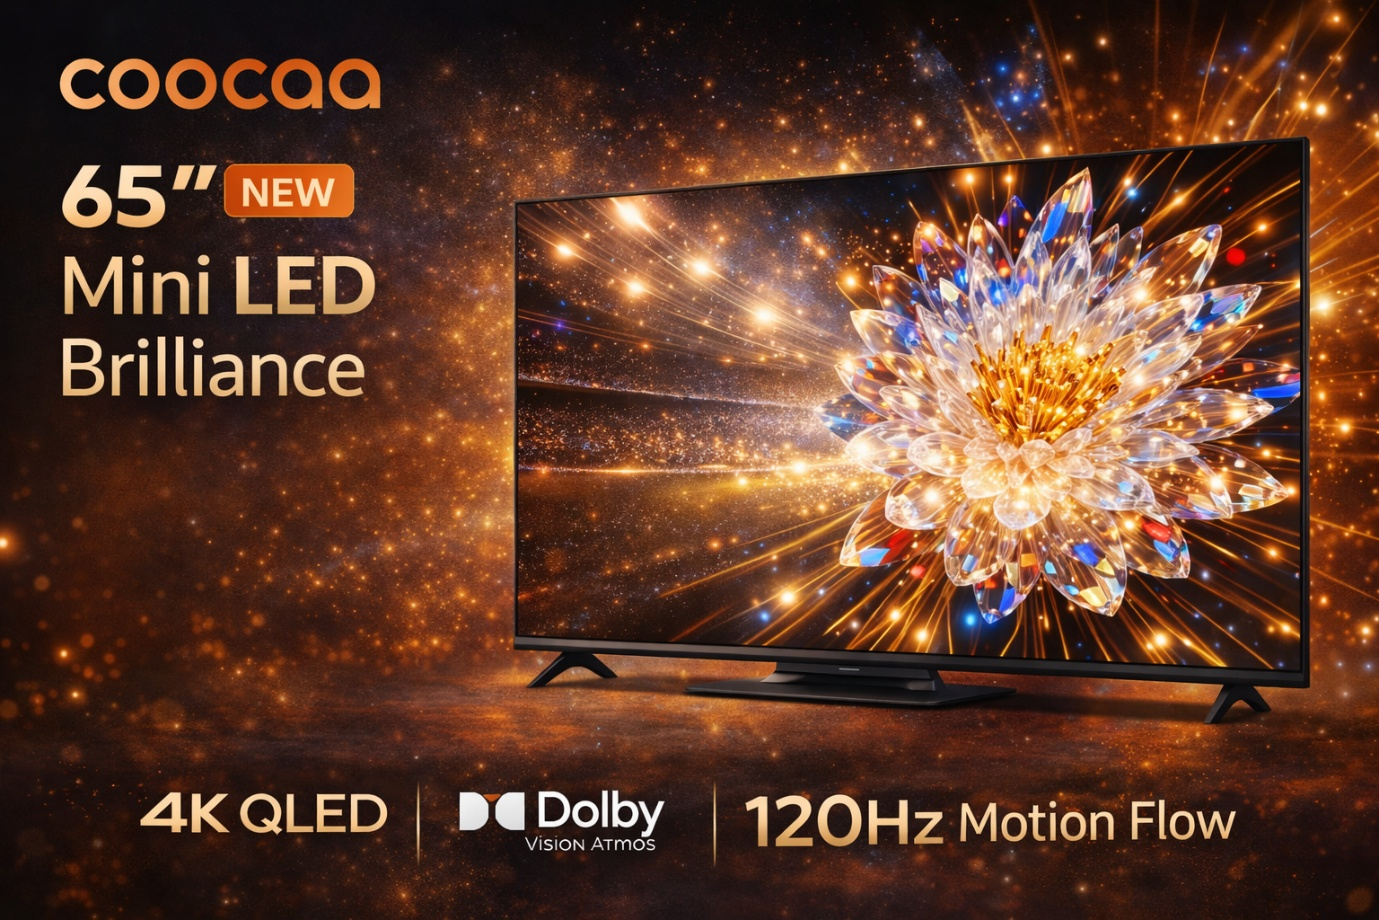 coocaa
65" NEW
Mini LED
Brilliance
4K QLED
Dolby
VISION ATMOS
120Hz Motion Flow